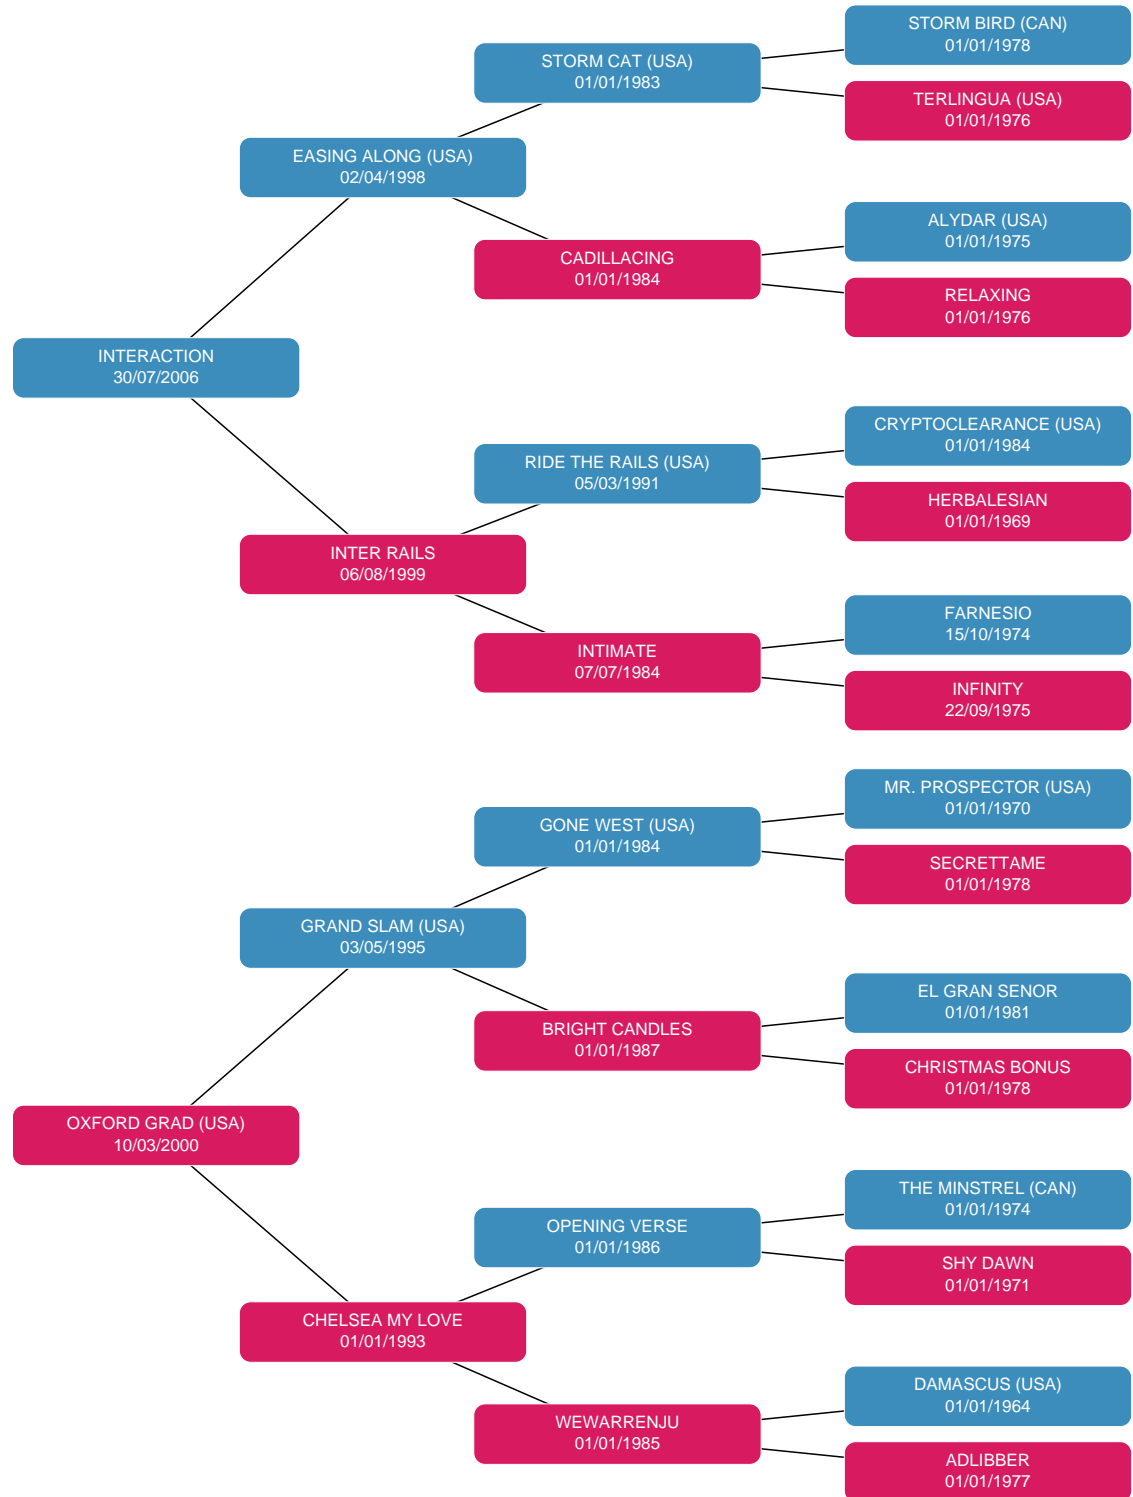 STORM BIRD (CAN)
01/01/1978
STORM CAT (USA)
01/01/1983
TERLINGUA (USA)
01/01/1976
EASING ALONG (USA)
02/04/1998
ALYDAR (USA)
01/01/1975
CADILLACING
01/01/1984
RELAXING
01/01/1976
INTERACTION
30/07/2006
CRYPTOCLEARANCE (USA)
01/01/1984
RIDE THE RAILS (USA)
05/03/1991
HERBALESIAN
01/01/1969
INTER RAILS
06/08/1999
FARNESIO
15/10/1974
INTIMATE
07/07/1984
INFINITY
22/09/1975
MR. PROSPECTOR (USA)
01/01/1970
GONE WEST (USA)
01/01/1984
SECRETTAME
01/01/1978
GRAND SLAM (USA)
03/05/1995
EL GRAN SENOR
01/01/1981
BRIGHT CANDLES
01/01/1987
CHRISTMAS BONUS
01/01/1978
OXFORD GRAD (USA)
10/03/2000
THE MINSTREL (CAN)
01/01/1974
OPENING VERSE
01/01/1986
SHY DAWN
01/01/1971
CHELSEA MY LOVE
01/01/1993
DAMASCUS (USA)
01/01/1964
WEWARRENJU
01/01/1985
ADLIBBER
01/01/1977